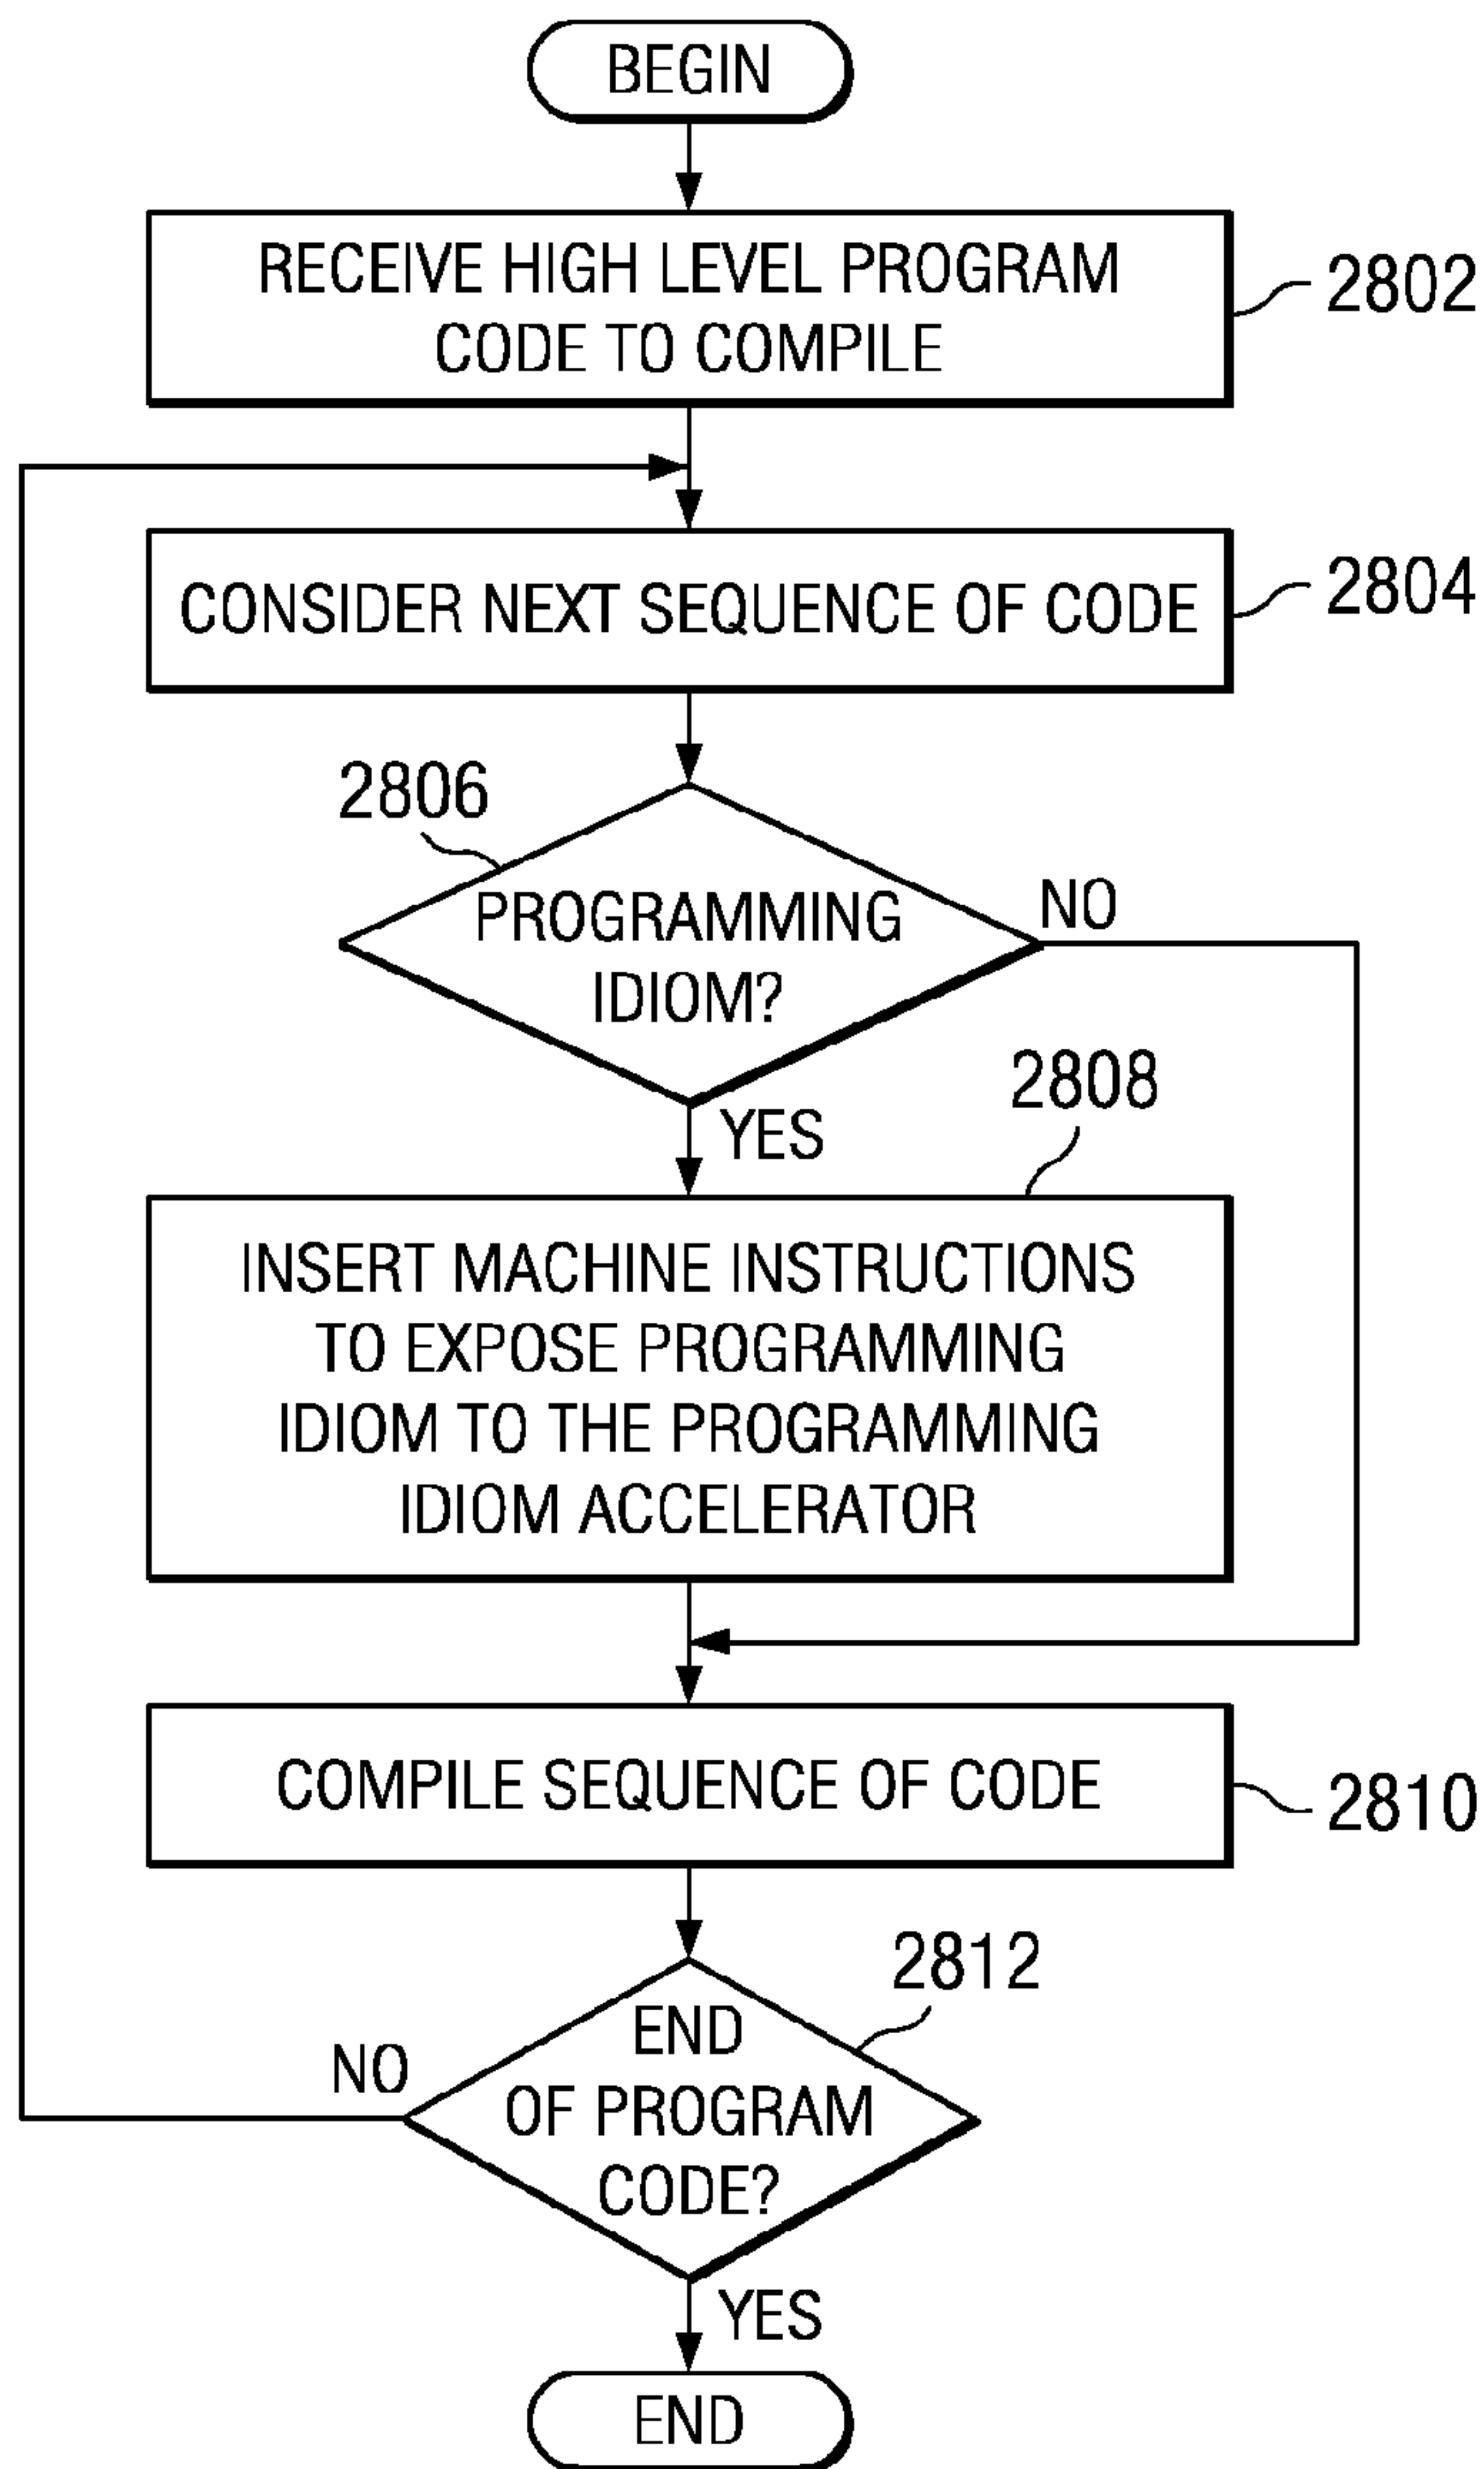 BEGIN
RECEIVE HIGH LEVEL PROGRAM
CODE TO COMPILE
2802
CONSIDER NEXT SEQUENCE OF CODE
2804
2806
PROGRAMMING
IDIOM?
NO
YES
2808
INSERT MACHINE INSTRUCTIONS
TO EXPOSE PROGRAMMING
IDIOM TO THE PROGRAMMING
IDIOM ACCELERATOR
COMPILE SEQUENCE OF CODE
2810
2812
END
OF PROGRAM
CODE?
NO
YES
END